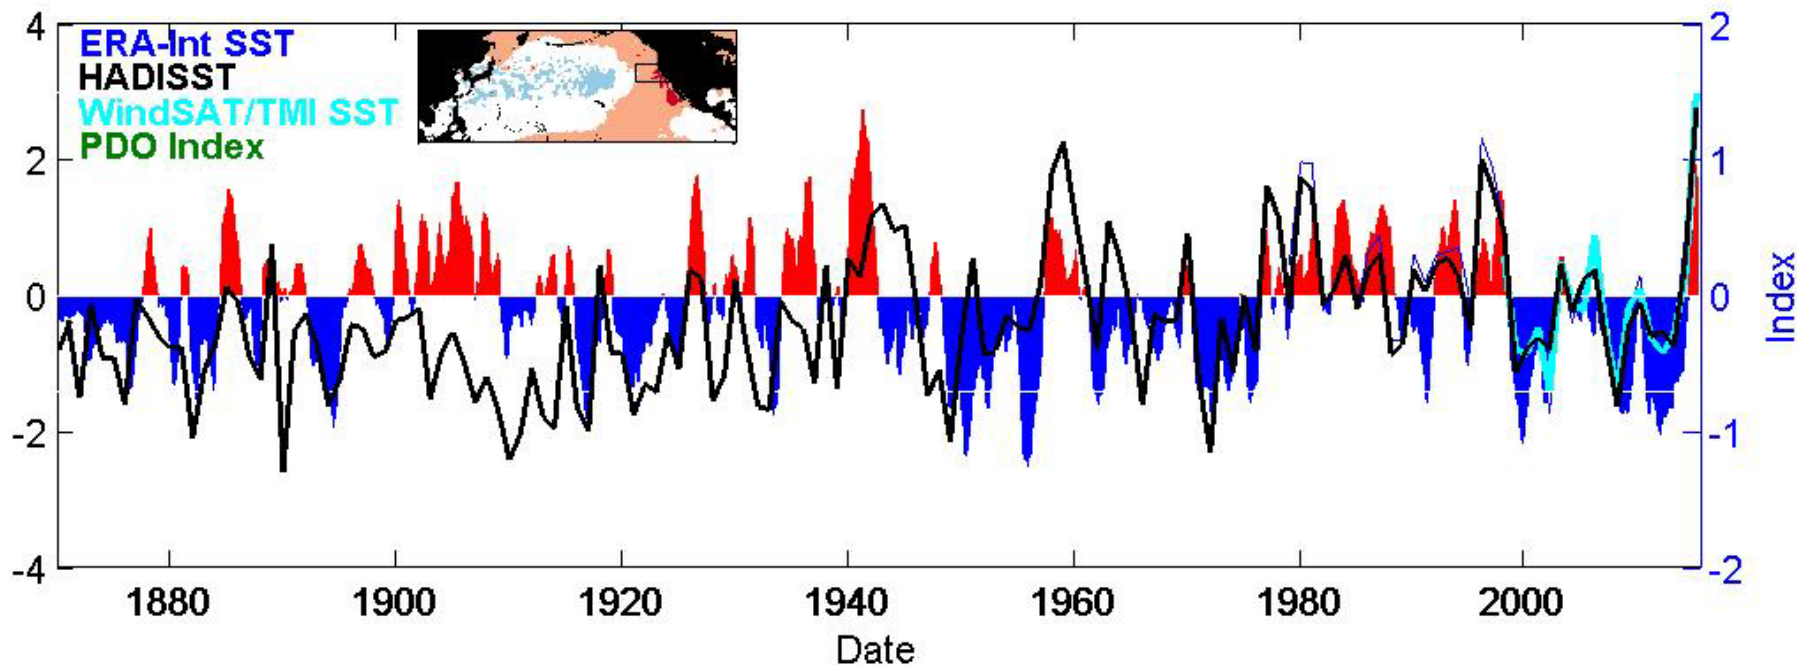 ERA-Int SST
HADISST
WindSAT/TMI SST
PDO Index
4
2
0
-2
-4
2
1
0
-1
-2
Index
1880 1900 1920 1940 1960 1980 2000
Date